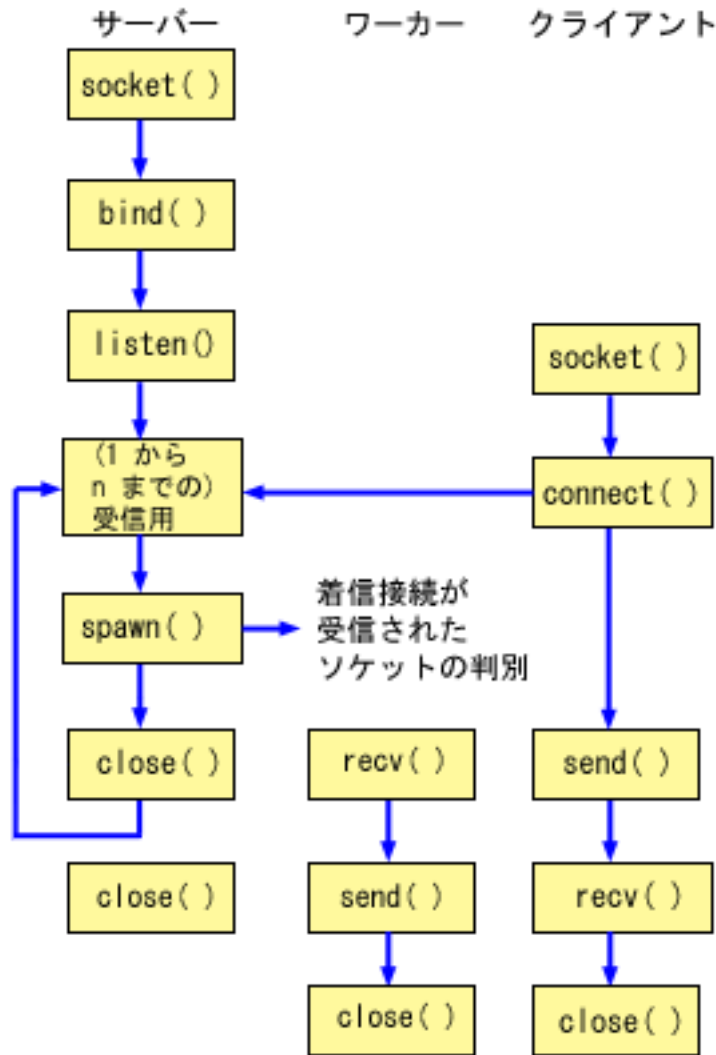 サーバー
ワーカー
クライアント
socket( )
bind( )
listen()
socket( )
(1 から
n までの)
受信用
connect( )
着信接続が
受信された
ソケットの判別
spawn( )
close( )
recv( )
send( )
close( )
send( )
recv( )
close( )
close( )